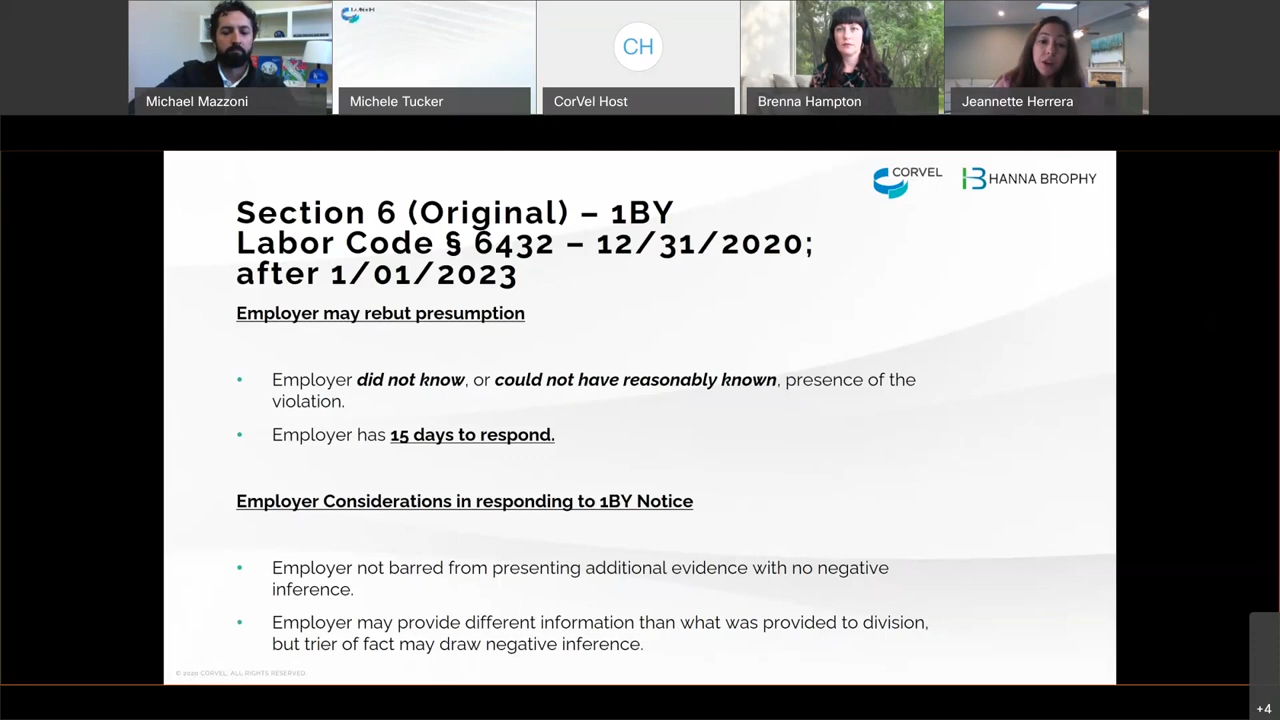 Michael Mazzoni
Michele Tucker
CH
CorVel Host
Brenna Hampton
Jeannette Herrera
CORVEL
HANNA BROPHY
Section 6 (Original) – 1BY
Labor Code § 6432 – 12/31/2020;
after 1/01/2023
Employer may rebut presumption
• Employer did not know, or could not have reasonably known, presence of the
violation.
• Employer has 15 days to respond.
Employer Considerations in responding to 1BY Notice
• Employer not barred from presenting additional evidence with no negative
inference.
• Employer may provide different information than what was provided to division,
but trier of fact may draw negative inference.
© 2020 CORVEL. ALL RIGHTS RESERVED.
+4